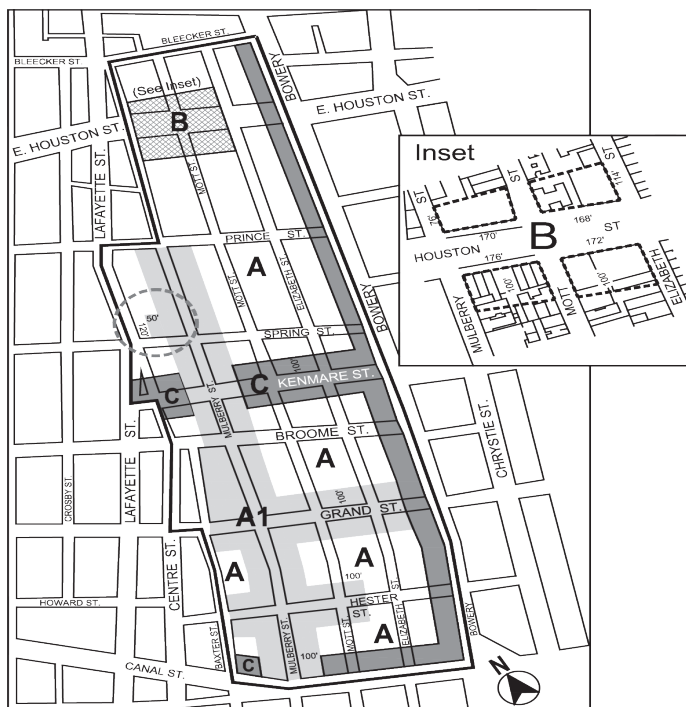 BLEECKER ST.
BLEECKER ST.
(See Inset)
B
BOWERY
E. HOUSTON ST.
E. HOUSTON ST.
LAFAYETTE ST.
MOTT ST.
Inset
ST
ST
76'
114'
170'
168'
HOUSTON
B
ST
176'
172'
100'
100'
MULBERRY
MOTT
ELIZABETH
PRINCE ST.
A
MOTT ST.
ELIZABETH ST.
50'
120'
SPRING ST.
BOWERY
100'
C
C
KENMARE ST.
MULBERRY ST.
BROOME ST.
CHRYSTIE ST.
CROSBY ST.
LAFAYETTE ST.
A
100'
A1
GRAND ST.
CENTRE ST.
A
A
100'
HOWARD ST.
HESTER ST.
ST.
BAXTER ST.
MULBERRY ST.
MOTT ST.
ELIZABETH
A
BOWERY
100'
C
CANAL ST.
N